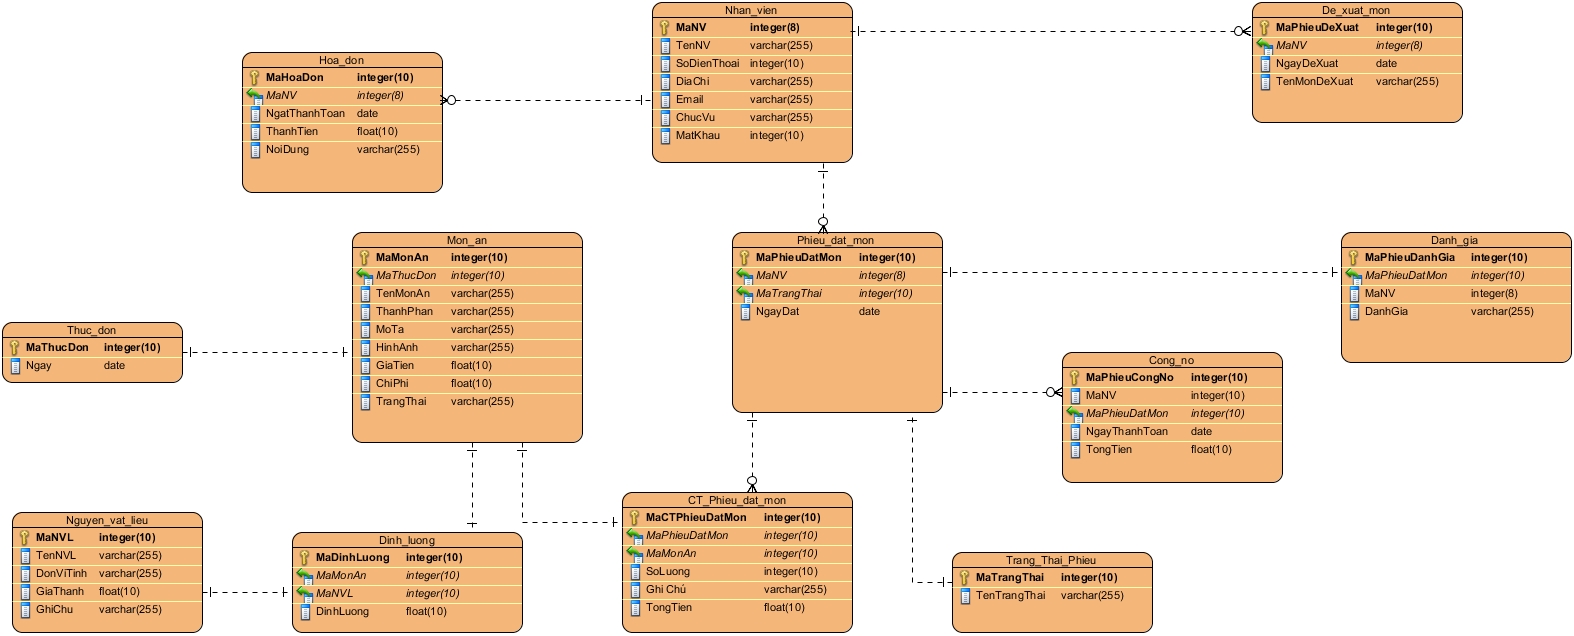 Nhan_vien
MaNV integer(8)
TenNV varchar(255)
SoDienThoai integer(10)
DiaChi varchar(255)
Email varchar(255)
ChucVu varchar(255)
MatKhau integer(10)
De_xuat_mon
MaPhieuDeXuat integer(10)
MaNV integer(8)
NgayDeXuat date
TenMonDeXuat varchar(255)
Hoa_don
MaHoaDon integer(10)
MaNV integer(8)
NgatThanhToan date
ThanhTien float(10)
NoiDung varchar(255)
Mon_an
MaMonAn integer(10)
MaThucDon integer(10)
TenMonAn varchar(255)
ThanhPhan varchar(255)
MoTa varchar(255)
HinhAnh varchar(255)
GiaTien float(10)
ChiPhi float(10)
TrangThai varchar(255)
Phieu_dat_mon
MaPhieuDatMon integer(10)
MaNV integer(8)
MaTrangThai integer(10)
NgayDat date
Danh_gia
MaPhieuDanhGia integer(10)
MaPhieuDatMon integer(10)
MaNV integer(8)
DanhGia varchar(255)
Thuc_don
MaThucDon integer(10)
Ngay date
Cong_no
MaPhieuCongNo integer(10)
MaNV integer(10)
MaPhieuDatMon integer(10)
NgayThanhToan date
TongTien float(10)
Nguyen_vat_lieu
MaNVL integer(10)
TenNVL varchar(255)
DonViTinh varchar(255)
GiaThanh float(10)
GhiChu varchar(255)
Dinh_luong
MaDinhLuong integer(10)
MaMonAn integer(10)
MaNVL integer(10)
DinhLuong float(10)
CT_Phieu_dat_mon
MaCTPhieuDatMon integer(10)
MaPhieuDatMon integer(10)
MaMonAn integer(10)
SoLuong integer(10)
Ghi Chú varchar(255)
TongTien float(10)
Trang_Thai_Phieu
MaTrangThai integer(10)
TenTrangThai varchar(255)